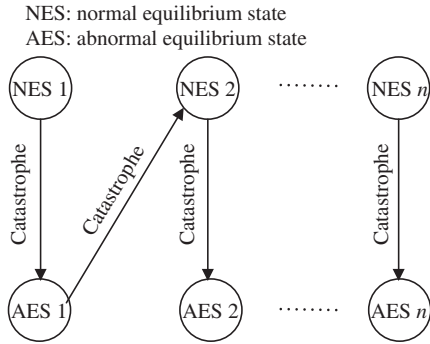 NES: normal equilibrium state
AES: abnormal equilibrium state
NES 1
NES 2
........
NES n
Catastrophe
Catastrophe
Catastrophe
Catastrophe
AES 1
AES 2
........
AES n